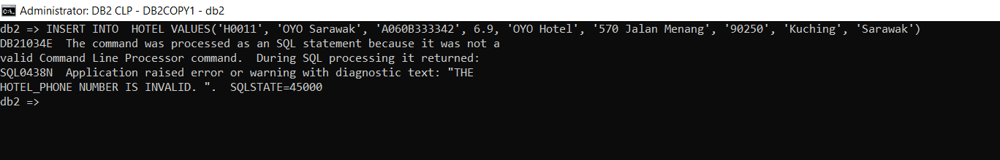 Administrator: DB2 CLP - DB2COPY1 - db2
db2 => INSERT INTO  HOTEL VALUES('H0011', 'OYO Sarawak', 'A060B333342', 6.9, 'OYO Hotel', '570 Jalan Menang', '90250', 'Kuching', 'Sarawak')
DB21034E  The command was processed as an SQL statement because it was not a
valid Command Line Processor command.  During SQL processing it returned:
SQL0438N  Application raised error or warning with diagnostic text: "THE
HOTEL_PHONE NUMBER IS INVALID. ".  SQLSTATE=45000
db2 =>